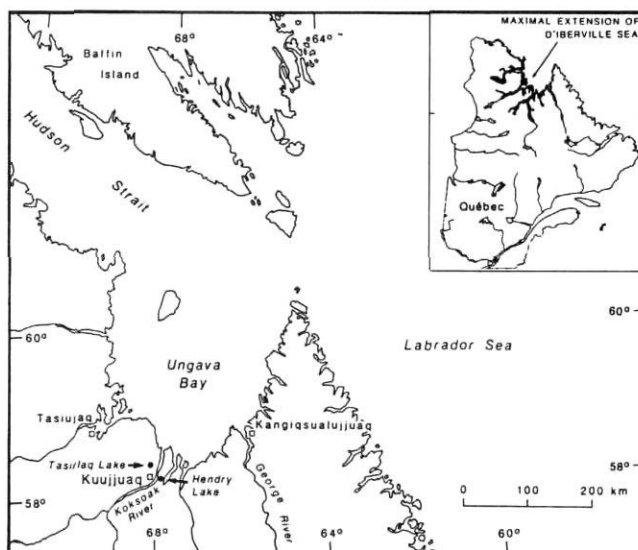 68°
64°
MAXIMAL EXTENSION OF
D'IBERVILLE SEA
Baffin
Island
Hudson
Strait
Québec
60°
60°
Labrador Sea
Ungava
Bay
Tasiujaq
Kangiqsualujjuaq
Tasirlaq Lake
Kuujjuaq
Hendry
Lake
Koksoak
River
George River
58°
58°
0 100 200 km
68°
64°
60°